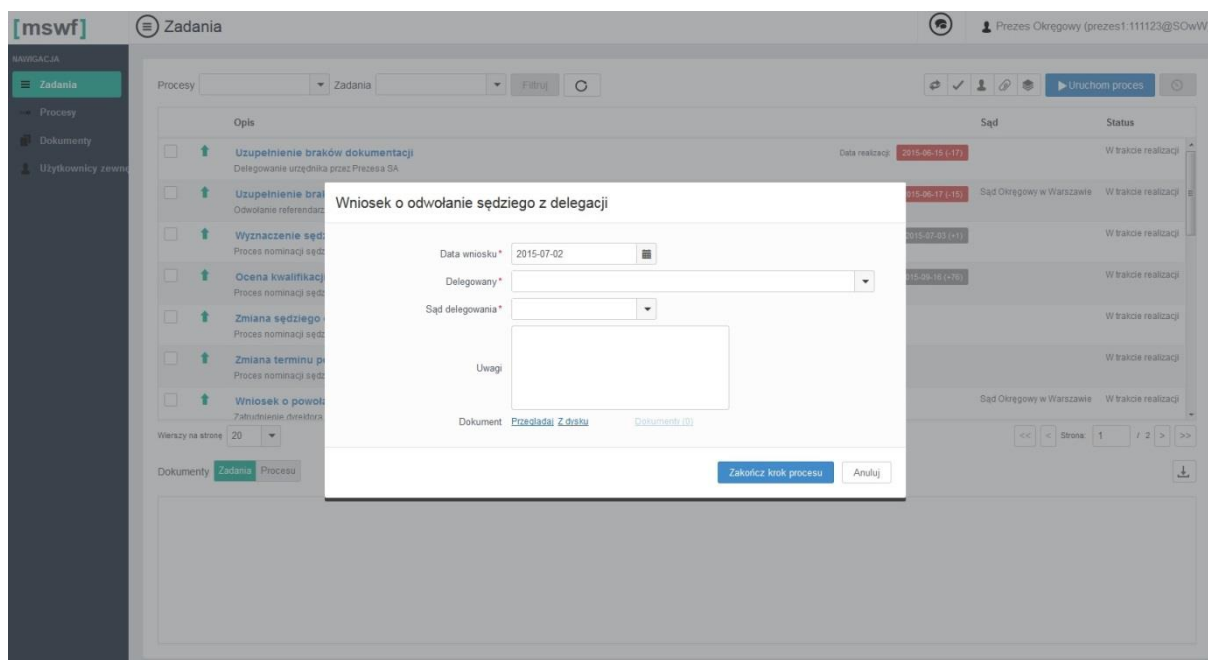 [mswf]
Zadania
Prezes Okręgowy (prezes1:111123@SOwW
NAWIGACJA
Zadania
Procesy
Dokumenty
Użytkownicy zewnę
Procesy
Zadania
Filtruj
Uruchom proces
Opis
Sąd
Status
Uzupełnienie braków dokumentacji
Data realizacji: 2015-06-15 (-17)
W trakcie realizacji
Delegowanie urzędnika przez Prezesa SA
Uzupełnienie brak
015-06-17 (-15)
Sąd Okręgowy w Warszawie
W trakcie realizacji
Odwołanie referendarz
Wyznaczenie sędz
2015-07-03 (+1)
W trakcie realizacji
Proces nominacji sędz
Ocena kwalifikacj
015-09-16 (+76)
W trakcie realizacji
Proces nominacji sędz
Zmiana sędziego
W trakcie realizacji
Proces nominacji sędz
Zmiana terminu p
W trakcie realizacji
Proces nominacji sędz
Wniosek o powoła
Sąd Okręgowy w Warszawie
W trakcie realizacji
Zatrudnienie dyrektora
Wniosek o odwołanie sędziego z delegacji
Data wniosku* 2015-07-02
Delegowany*
Sąd delegowania*
Uwagi
Dokument Przeglądaj Z dysku Dokumenty (0)
Zakończ krok procesu
Anuluj
Wierszy na stronę 20
<< < Strona: 1 / 2 > >>
Dokumenty Zadania Procesu